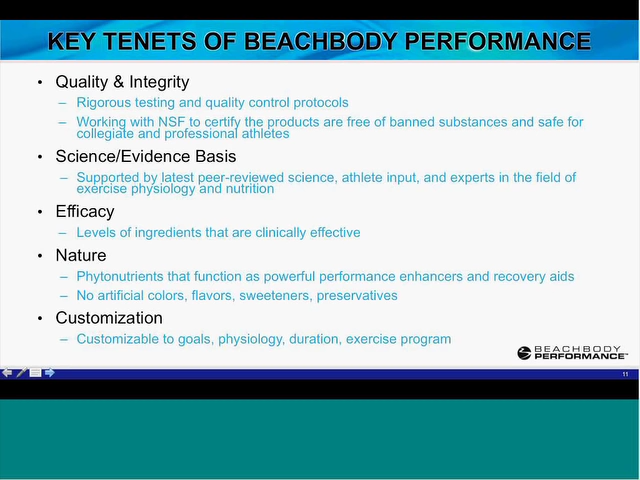 KEY TENETS OF BEACHBODY PERFORMANCE
• Quality & Integrity
– Rigorous testing and quality control protocols
– Working with NSF to certify the products are free of banned substances and safe for
collegiate and professional athletes
• Science/Evidence Basis
– Supported by latest peer-reviewed science, athlete input, and experts in the field of
exercise physiology and nutrition
• Efficacy
– Levels of ingredients that are clinically effective
• Nature
– Phytonutrients that function as powerful performance enhancers and recovery aids
– No artificial colors, flavors, sweeteners, preservatives
• Customization
– Customizable to goals, physiology, duration, exercise program
BEACHBODY
PERFORMANCE™
11